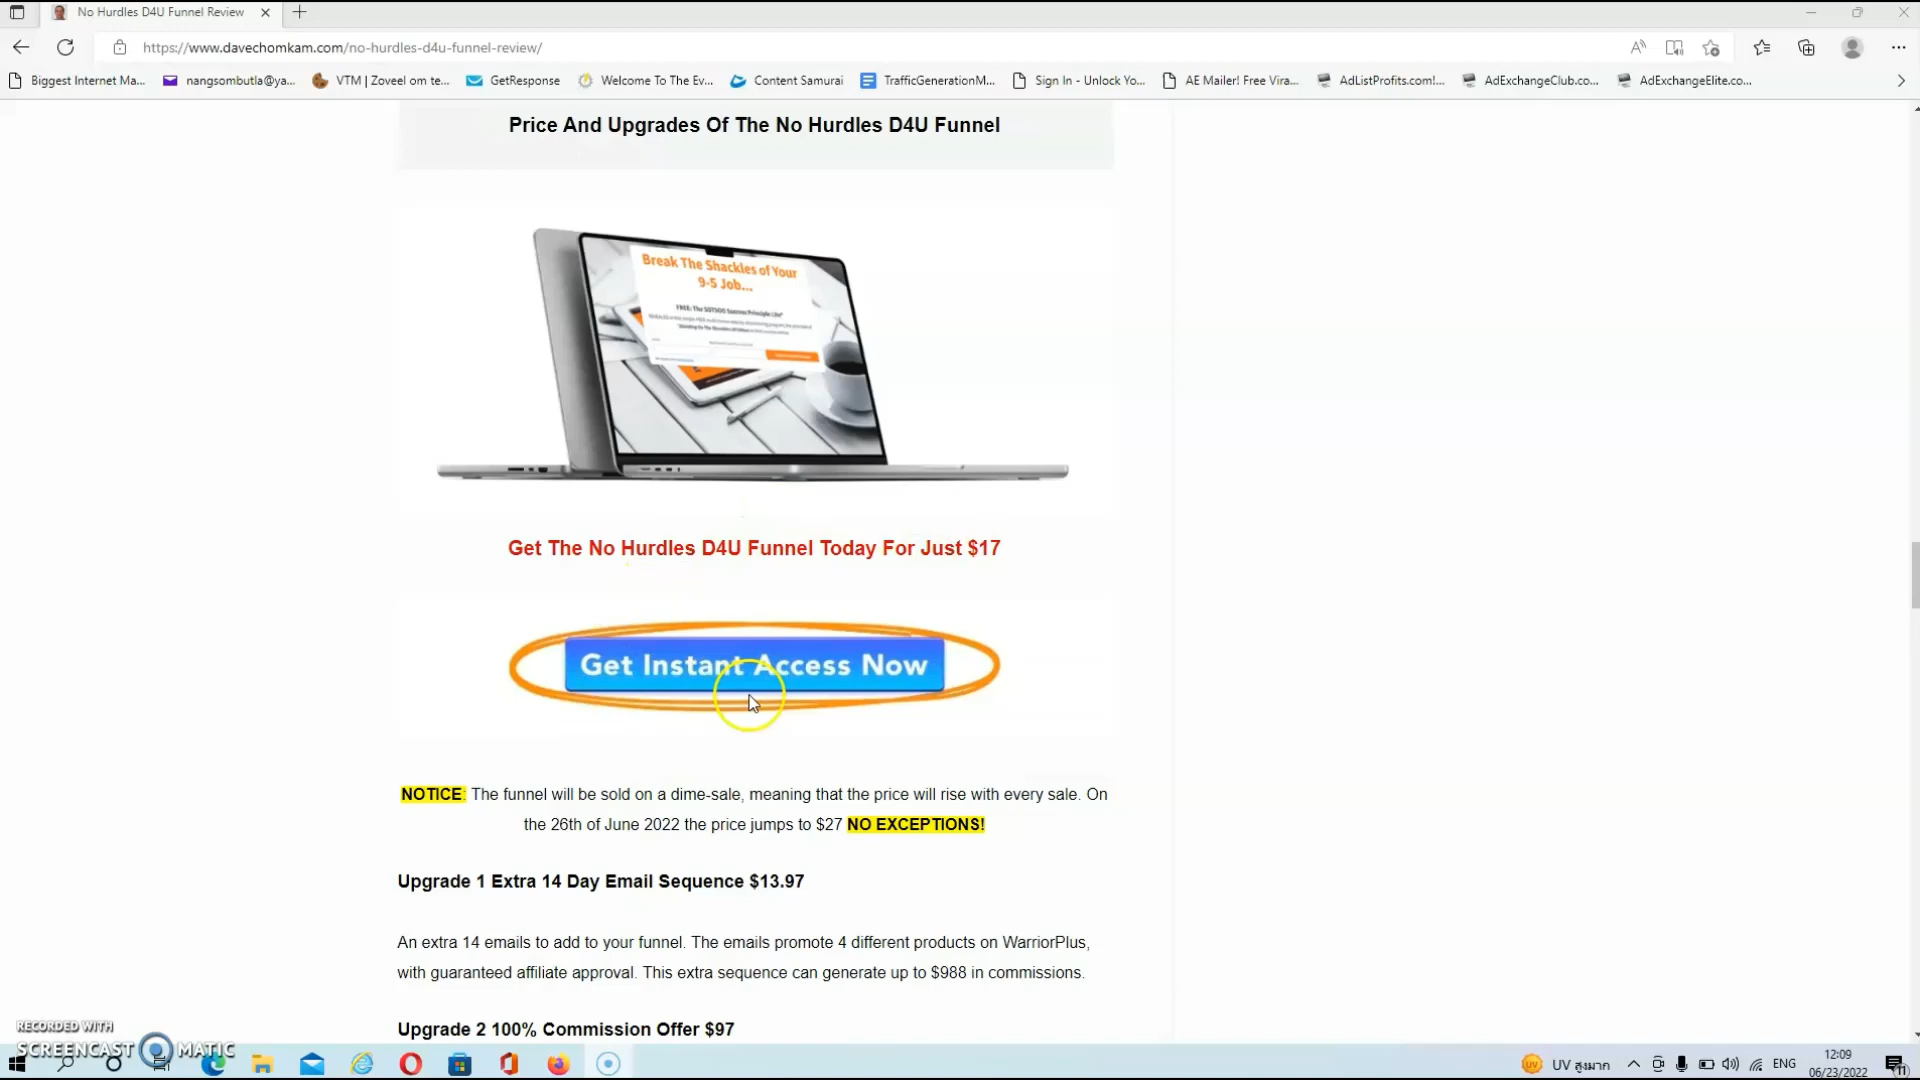 No Hurdles D4U Funnel Review
https://www.davechomkam.com/no-hurdles-d4u-funnel-review/
Biggest Internet Ma...
nangsombutla@ya...
VTM | Zoveel om te...
GetResponse
Welcome To The Ev...
Content Samurai
TrafficGenerationM...
Sign In - Unlock Yo...
AE Mailer! Free Vira...
AdListProfits.com!...
AdExchangeClub.co...
AdExchangeElite.co...
Price And Upgrades Of The No Hurdles D4U Funnel
Break The Shackles of Your
9-5 Job...
Get The No Hurdles D4U Funnel Today For Just $17
Get Instant Access Now
NOTICE: The funnel will be sold on a dime-sale, meaning that the price will rise with every sale. On
the 26th of June 2022 the price jumps to $27 NO EXCEPTIONS!
Upgrade 1 Extra 14 Day Email Sequence $13.97
An extra 14 emails to add to your funnel. The emails promote 4 different products on WarriorPlus,
with guaranteed affiliate approval. This extra sequence can generate up to $988 in commissions.
Upgrade 2 100% Commission Offer $97
RECORDED WITH
SCREENCAST MATIC
UV สูงมาก
ENG
12:09
06/23/2022